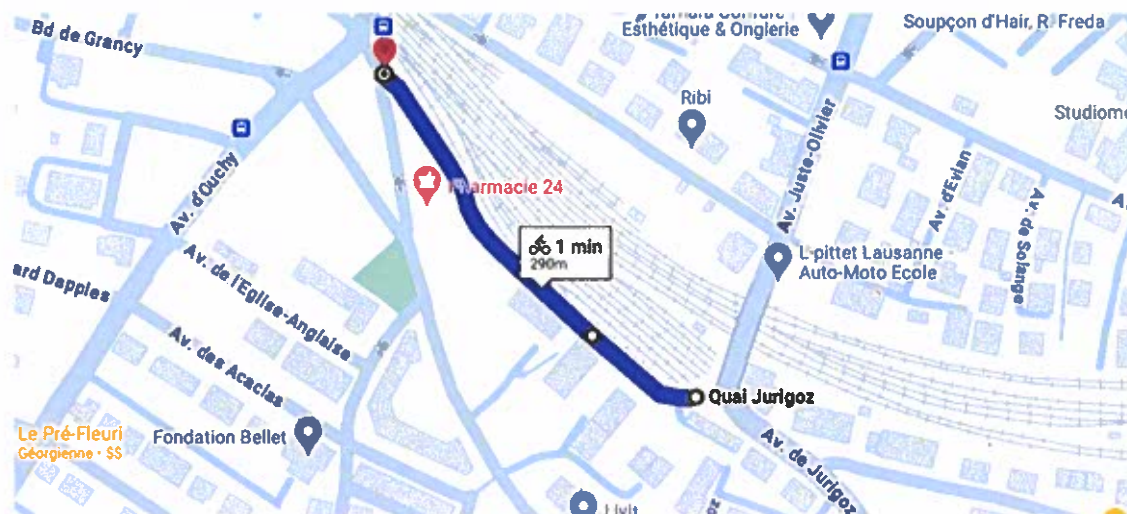 Bd de Grancy
Esthétique & Onglerie
Soupçon d'Hair, R. Freda
Ribi
Av. Juste-Olivier
Av. d'Ouchy
Pharmacie 24
Av. d'Evian
Av. de Solange
1 min
290m
L-pittet Lausanne
Auto-Moto Ecole
Av. de l'Eglise-Anglaise
ard Dapples
Av. des Acacias
Quai Jurigoz
Le Pré-Fleuri
Géorgienne · $$
Fondation Bellet
Av. de Jurigoz